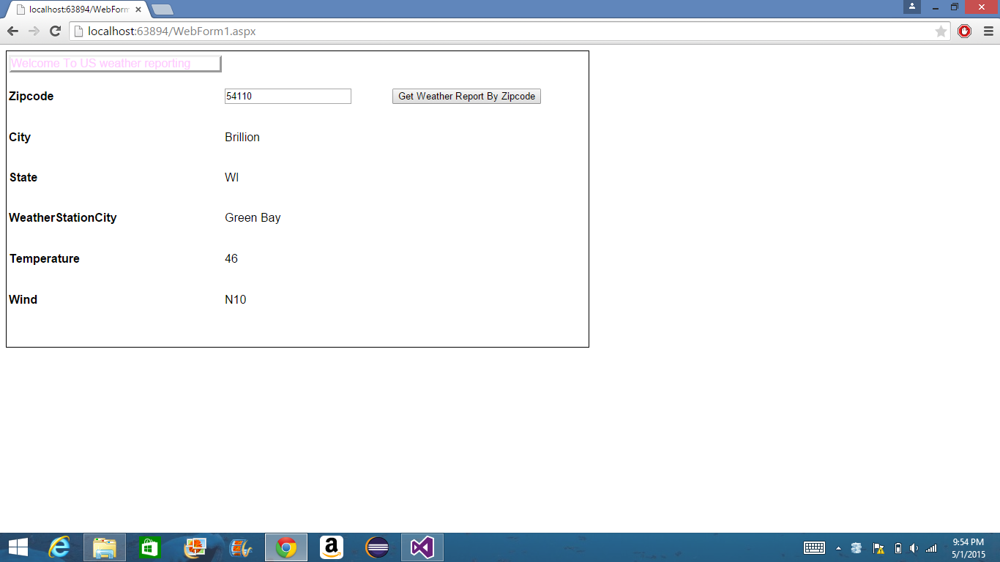 localhost:63894/WebForm
localhost:63894/WebForm1.aspx
Welcome To US weather reporting
Zipcode 54110 Get Weather Report By Zipcode
City Brillion
State WI
WeatherStationCity Green Bay
Temperature 46
Wind N10
a
9:54 PM
5/1/2015